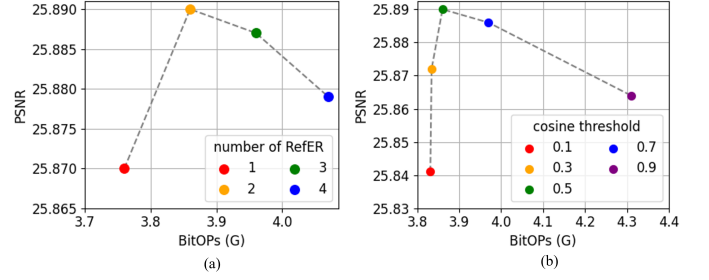 25.890
25.885
25.880
25.875
25.870
25.865
PSNR
number of RefER
1 3
2 4
3.7 3.8 3.9 4.0
BitOPs (G)
(a)
25.89
25.88
25.87
25.86
25.85
25.84
25.83
PSNR
cosine threshold
0.1 0.7
0.3 0.9
0.5
3.8 3.9 4.0 4.1 4.2 4.3 4.4
BitOPs (G)
(b)